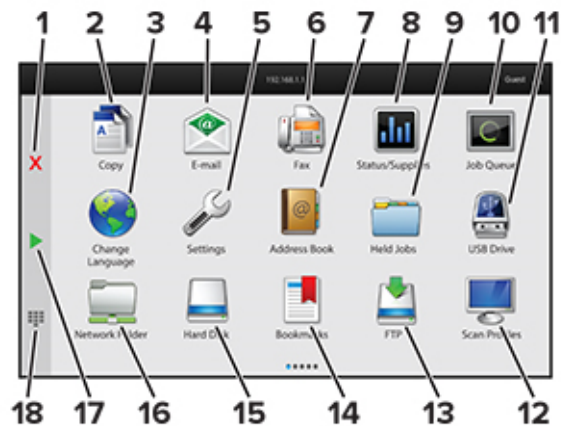 1 2 3 4 5 6 7 8 9 10 11
192.168.1.1
Guest
X
A
@
Copy
E-mail
Fax
Status/Supplies
Job Queue
@
Change
Language
Settings
Address Book
Held Jobs
USB Drive
Network Folder
Hard Disk
Bookmarks
FTP
Scan Profiles
18 17 16 15 14 13 12